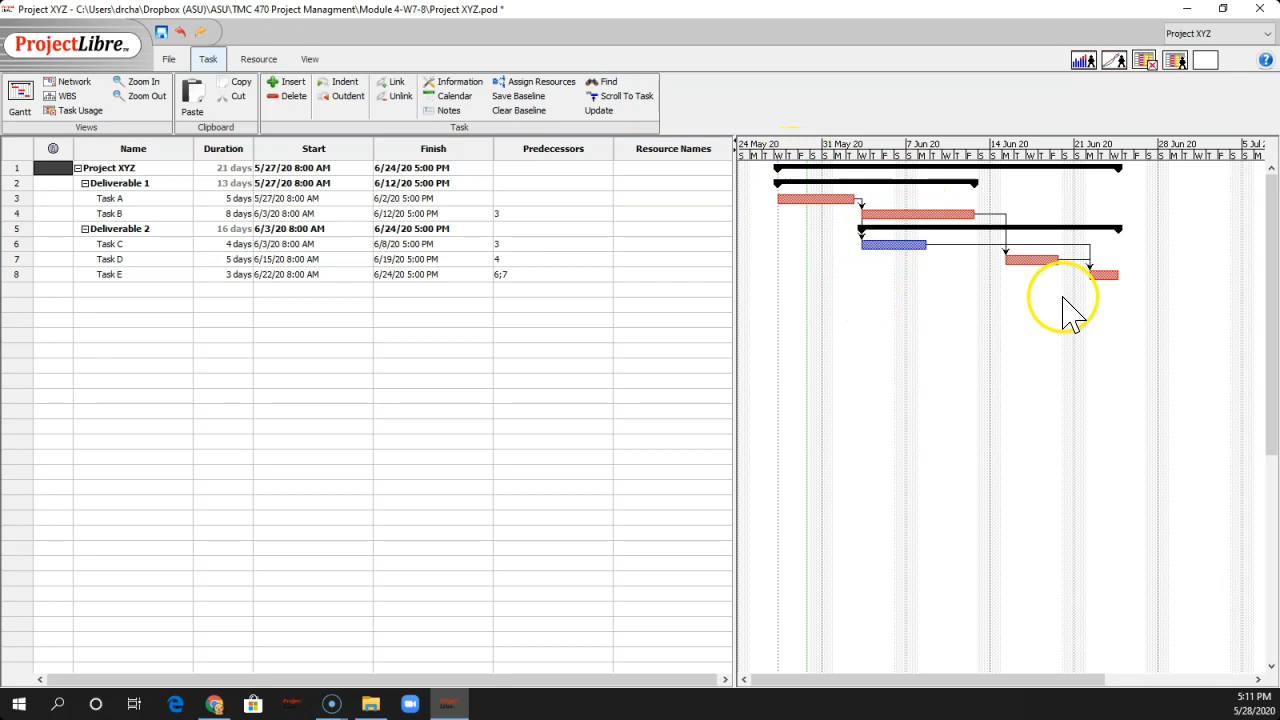 Project XYZ - C:\Users\drcha\Dropbox (ASU)\ASU\TMC 470 Project Managment\Module 4-W7-8\Project XYZ.pod *
ProjectLibre
Project XYZ
File Task Resource View
Gantt
Network
WBS
Task Usage
Zoom In
Zoom Out
Views
Paste
Copy
Cut
Clipboard
Insert
Delete
Indent
Outdent
Link
Unlink
Information
Calendar
Notes
Assign Resources
Save Baseline
Clear Baseline
Find
Scroll To Task
Update
Task
Name Duration Start Finish Predecessors Resource Names
1 Project XYZ 21 days 5/27/20 8:00 AM 6/24/20 5:00 PM
2 Deliverable 1 13 days 5/27/20 8:00 AM 6/12/20 5:00 PM
3 Task A 5 days 5/27/20 8:00 AM 6/2/20 5:00 PM
4 Task B 8 days 6/3/20 8:00 AM 6/12/20 5:00 PM 3
5 Deliverable 2 16 days 6/3/20 8:00 AM 6/24/20 5:00 PM
6 Task C 4 days 6/3/20 8:00 AM 6/8/20 5:00 PM 3
7 Task D 5 days 6/15/20 8:00 AM 6/19/20 5:00 PM 4
8 Task E 3 days 6/22/20 8:00 AM 6/24/20 5:00 PM 6;7
24 May 20 31 May 20 7 Jun 20 14 Jun 20 21 Jun 20 28 Jun 20 5 Jul
S M T W T F S S M T W T F S S M T W T F S S M T W T F S S M T W T F S S M T W T F S S M
5:11 PM
5/28/2020